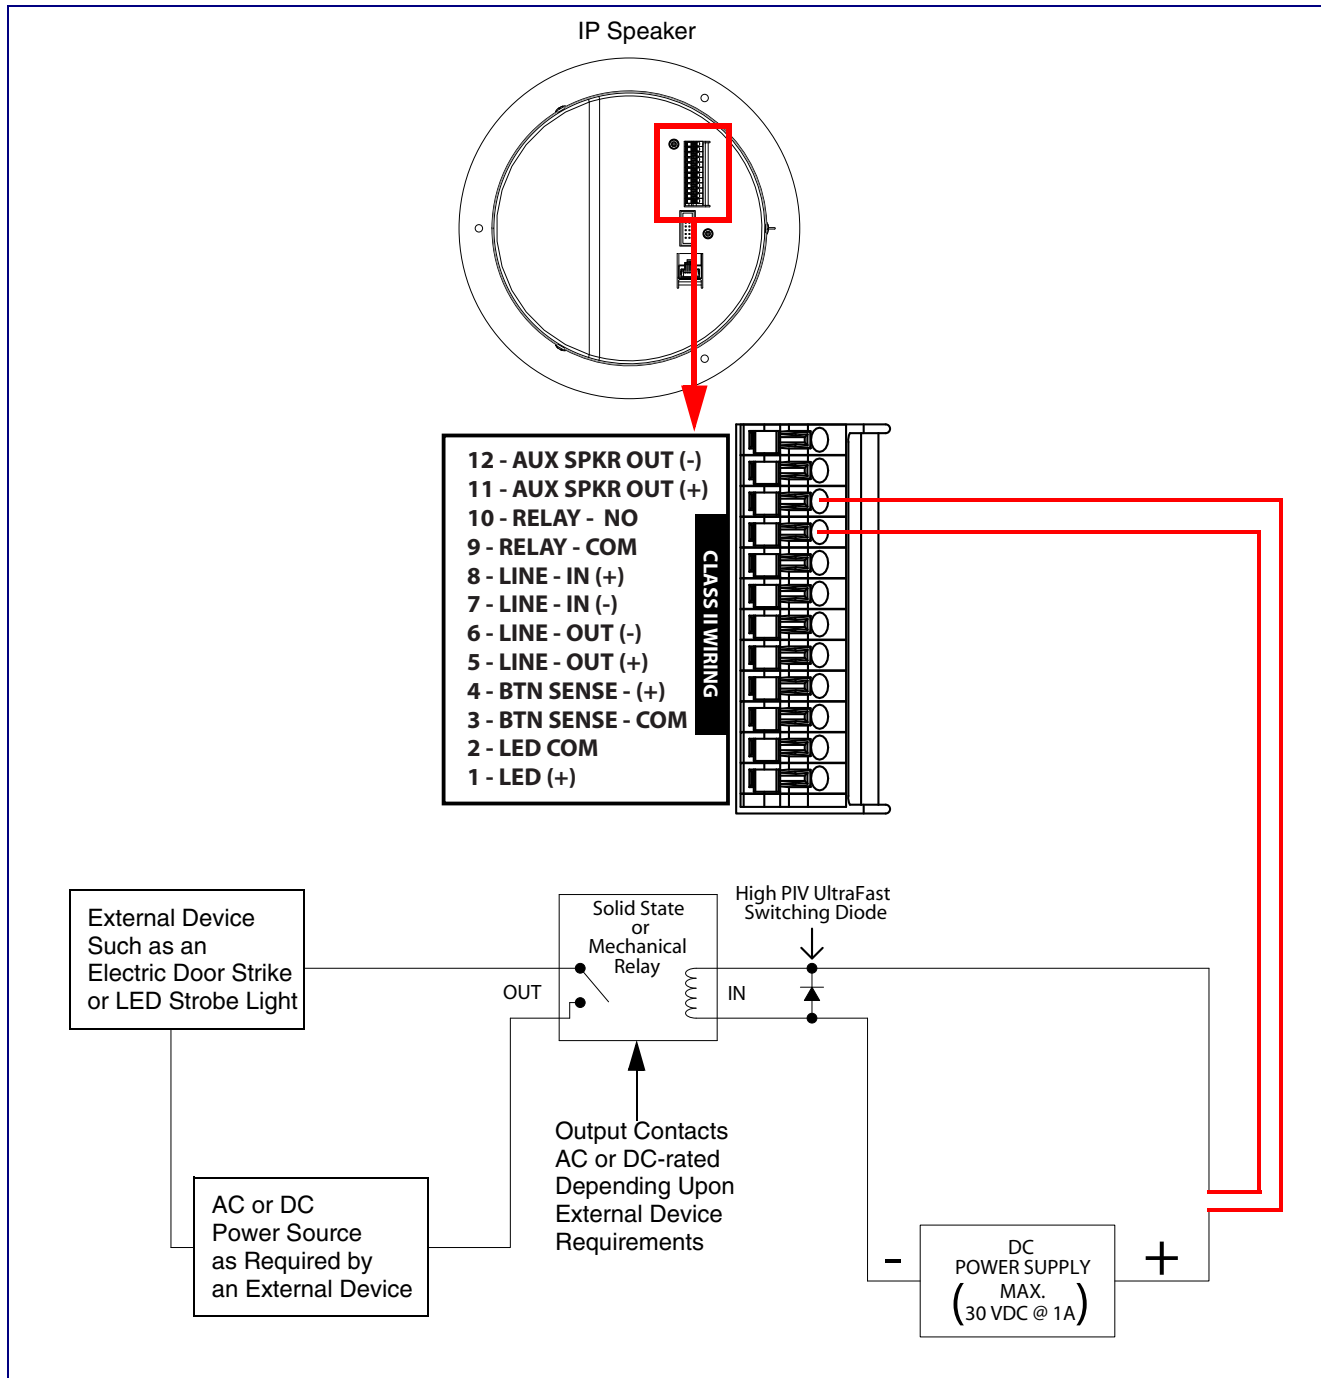 IP Speaker
12 - AUX SPKR OUT (-)
11 - AUX SPKR OUT (+)
10 - RELAY - NO
9 - RELAY - COM
8 - LINE - IN (+)
7 - LINE - IN (-)
6 - LINE - OUT (-)
5 - LINE - OUT (+)
4 - BTN SENSE - (+)
3 - BTN SENSE - COM
2 - LED COM
1 - LED (+)
CLASS II WIRING
External Device
Such as an
Electric Door Strike
or LED Strobe Light
Solid State
or
Mechanical
Relay
OUT
IN
High PIV UltraFast
Switching Diode
Output Contacts
AC or DC-rated
Depending Upon
External Device
Requirements
AC or DC
Power Source
as Required by
an External Device
-
DC
POWER SUPPLY
MAX.
(30 VDC @ 1A)
+